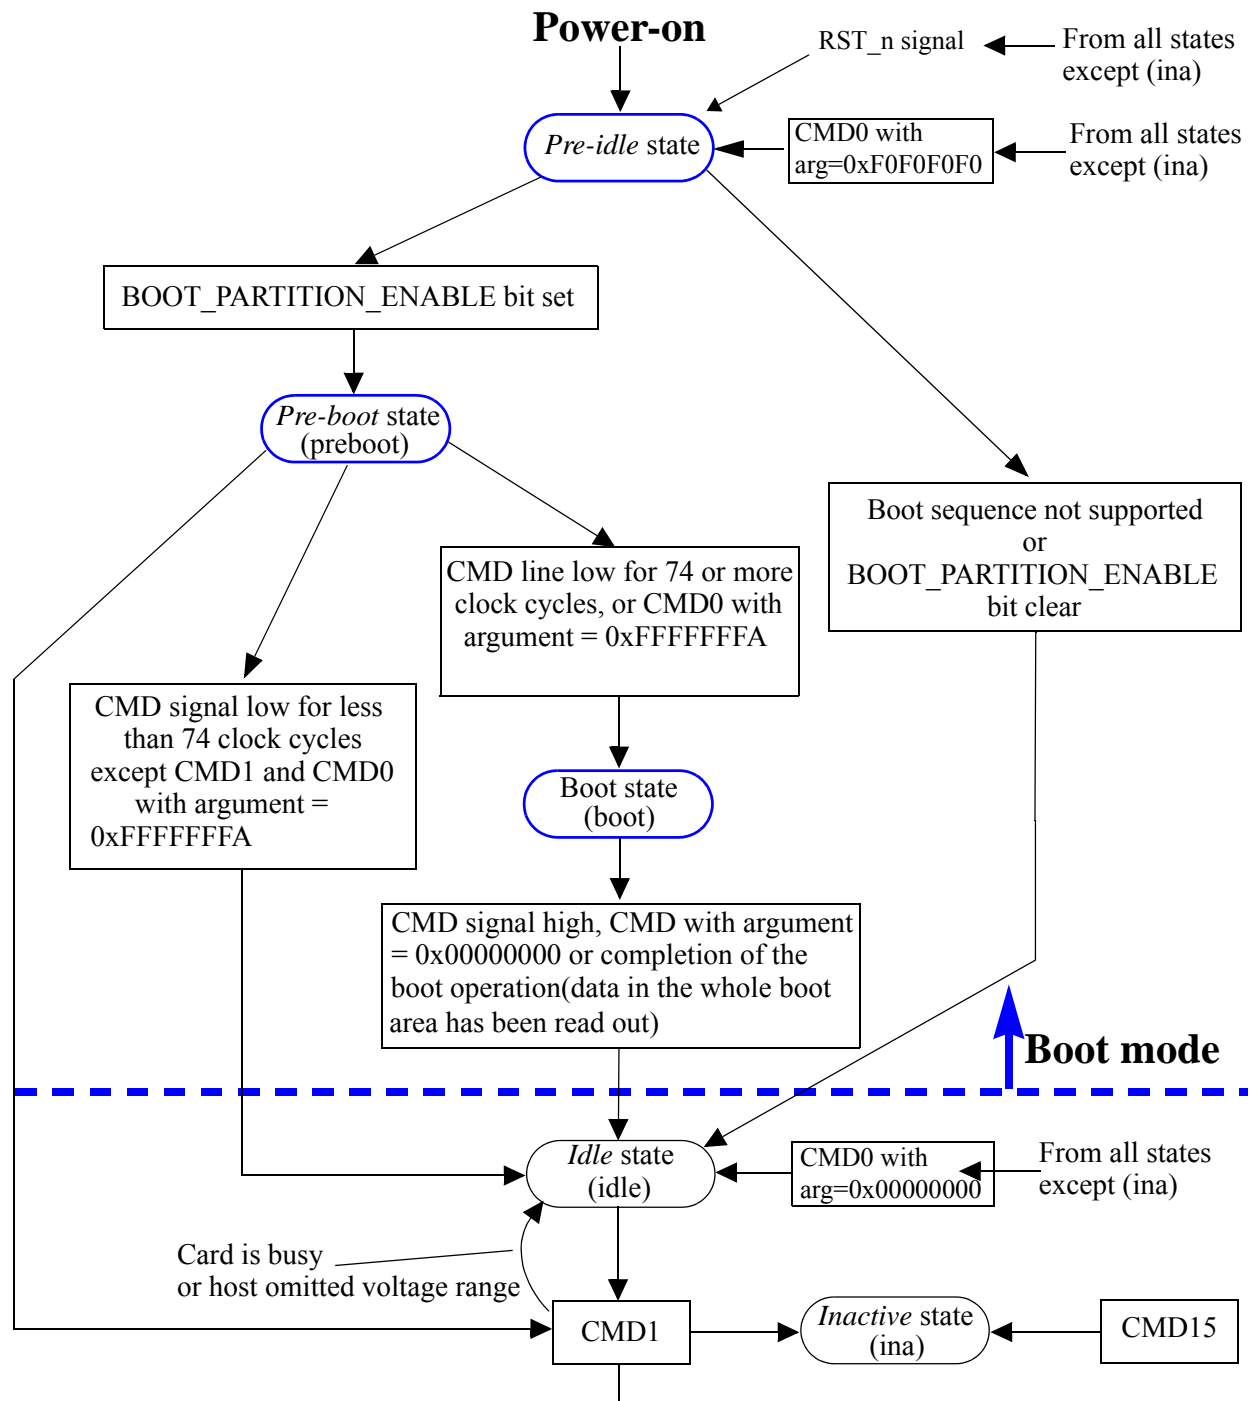 Power-on
RST_n signal
From all states
except (ina)
Pre-idle state
CMD0 with
arg=0xF0F0F0F0
From all states
except (ina)
BOOT_PARTITION_ENABLE bit set
Pre-boot state
(preboot)
Boot sequence not supported
or
BOOT_PARTITION_ENABLE
bit clear
CMD line low for 74 or more
clock cycles, or CMD0 with
argument = 0xFFFFFFFA
CMD signal low for less
than 74 clock cycles
except CMD1 and CMD0
with argument =
0xFFFFFFFA
Boot state
(boot)
CMD signal high, CMD with argument
= 0x00000000 or completion of the
boot operation(data in the whole boot
area has been read out)
Boot mode
Idle state
(idle)
CMD0 with
arg=0x00000000
From all states
except (ina)
Card is busy
or host omitted voltage range
CMD1
Inactive state
(ina)
CMD15